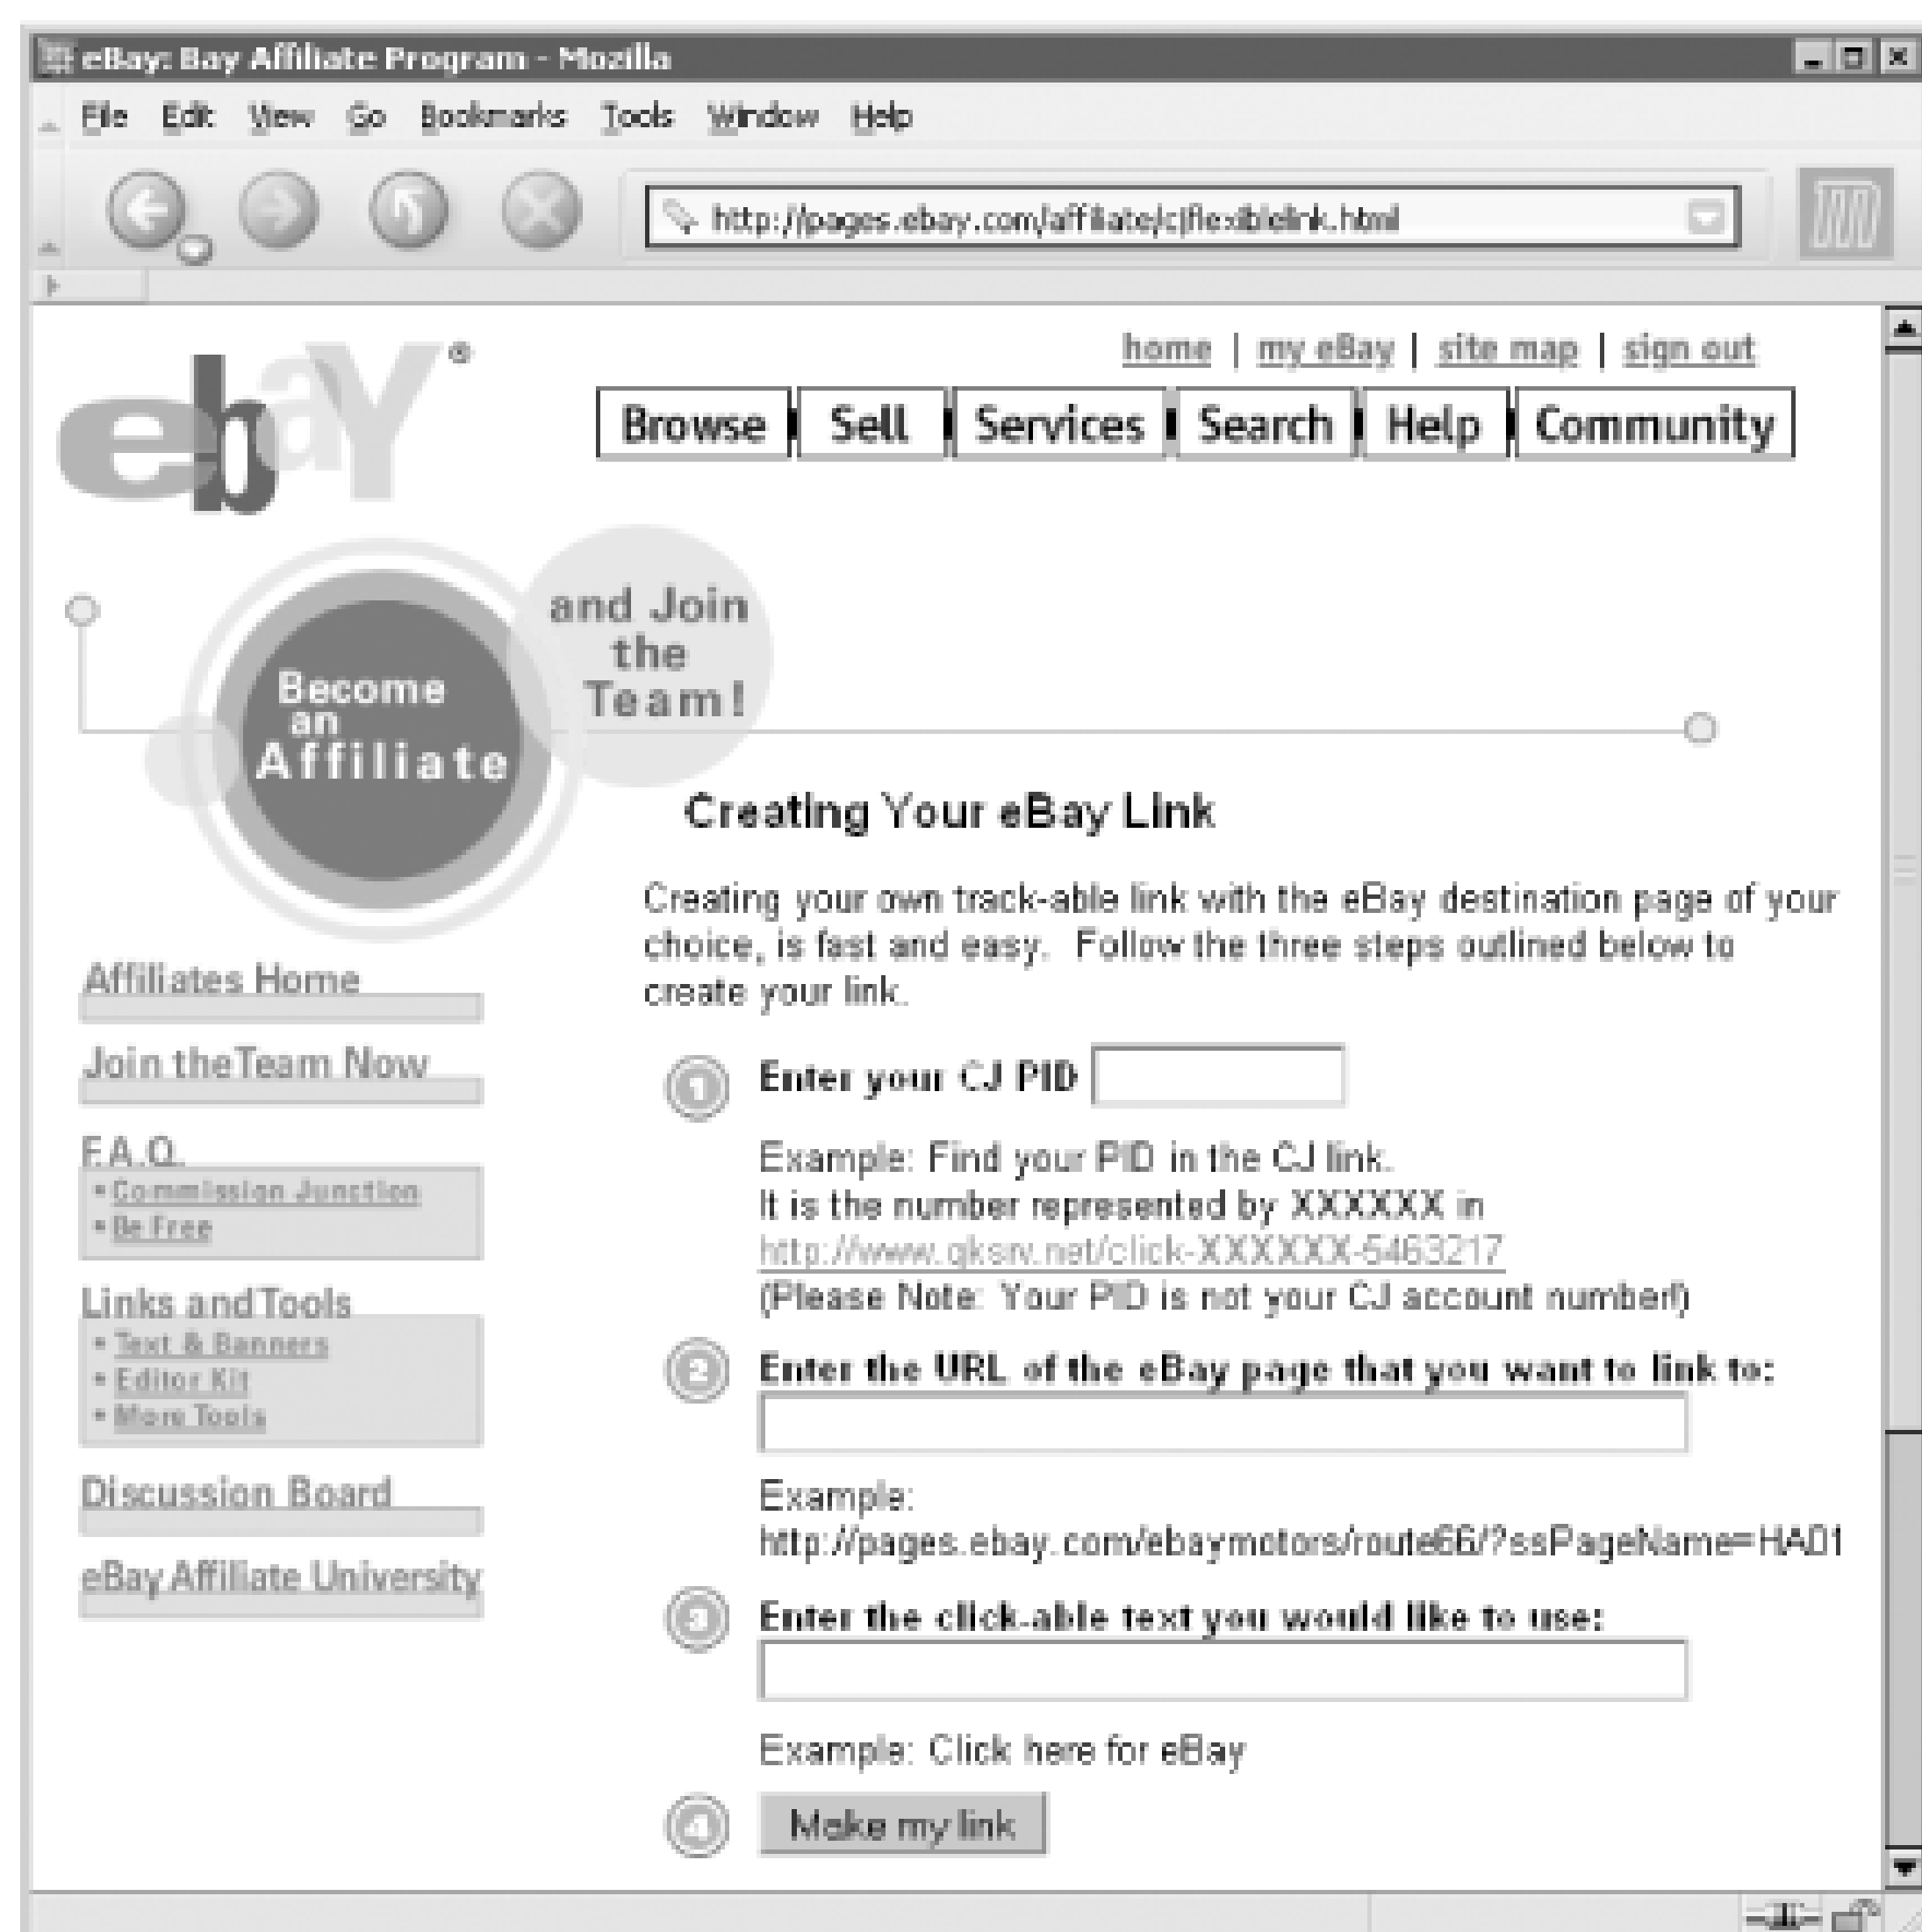 eBay: Bay Affiliate Program - Mozilla
File Edit View Go Bookmarks Tools Window Help
http://pages.ebay.com/affiliate/cjflexiblelink.html
ebaY®
home | my eBay | site map | sign out
Browse Sell Services Search Help Community
Become
an
Affiliate
and Join
the
Team!
Affiliates Home
Join the Team Now
F.A.Q.
• Commission Junction
• Be Free
Links and Tools
• Text & Banners
• Editor Kit
• More Tools
Discussion Board
eBay Affiliate University
Creating Your eBay Link
Creating your own track-able link with the eBay destination page of your
choice, is fast and easy. Follow the three steps outlined below to
create your link.
1 Enter your CJ PID
Example: Find your PID in the CJ link.
It is the number represented by XXXXXX in
http://www.qksrv.net/click-XXXXXX-5463217
(Please Note: Your PID is not your CJ account number!)
2 Enter the URL of the eBay page that you want to link to:
Example:
http://pages.ebay.com/ebaymotors/route66/?ssPageName=HA01
3 Enter the click-able text you would like to use:
Example: Click here for eBay
4 Make my link